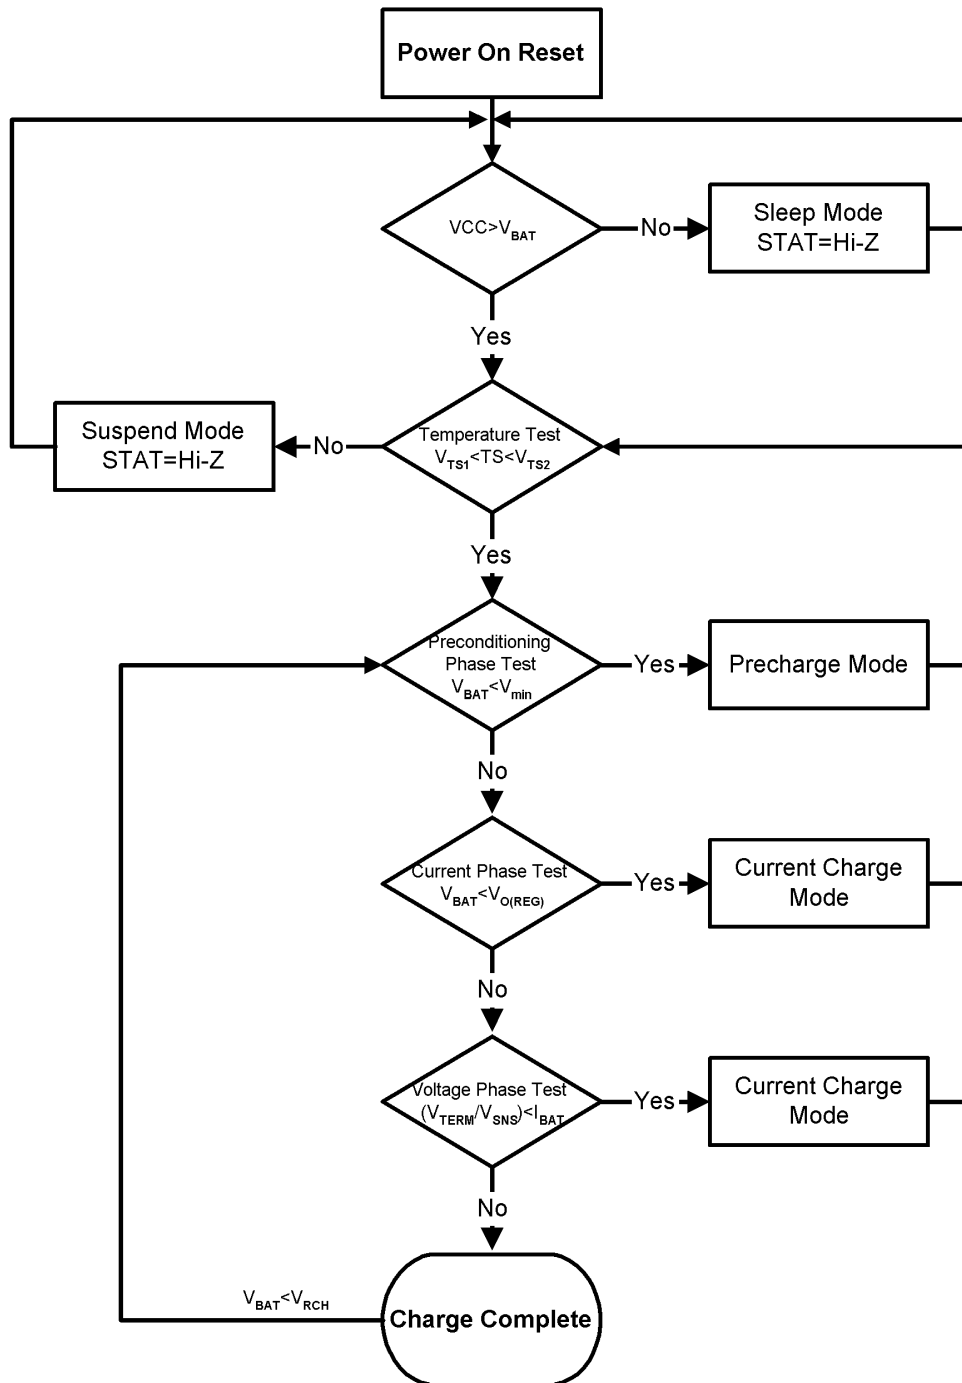 Power On Reset
VCC>VBAT
No
Sleep Mode
STAT=Hi-Z
Yes
Suspend Mode
STAT=Hi-Z
No
Temperature Test
VTS1<TS<VTS2
Yes
Preconditioning
Phase Test
VBAT<Vmin
Yes
Precharge Mode
No
Current Phase Test
VBAT<VO(REG)
Yes
Current Charge
Mode
No
Voltage Phase Test
(VTERM/VSNS)<IBAT
Yes
Current Charge
Mode
No
VBAT<VRCH
Charge Complete